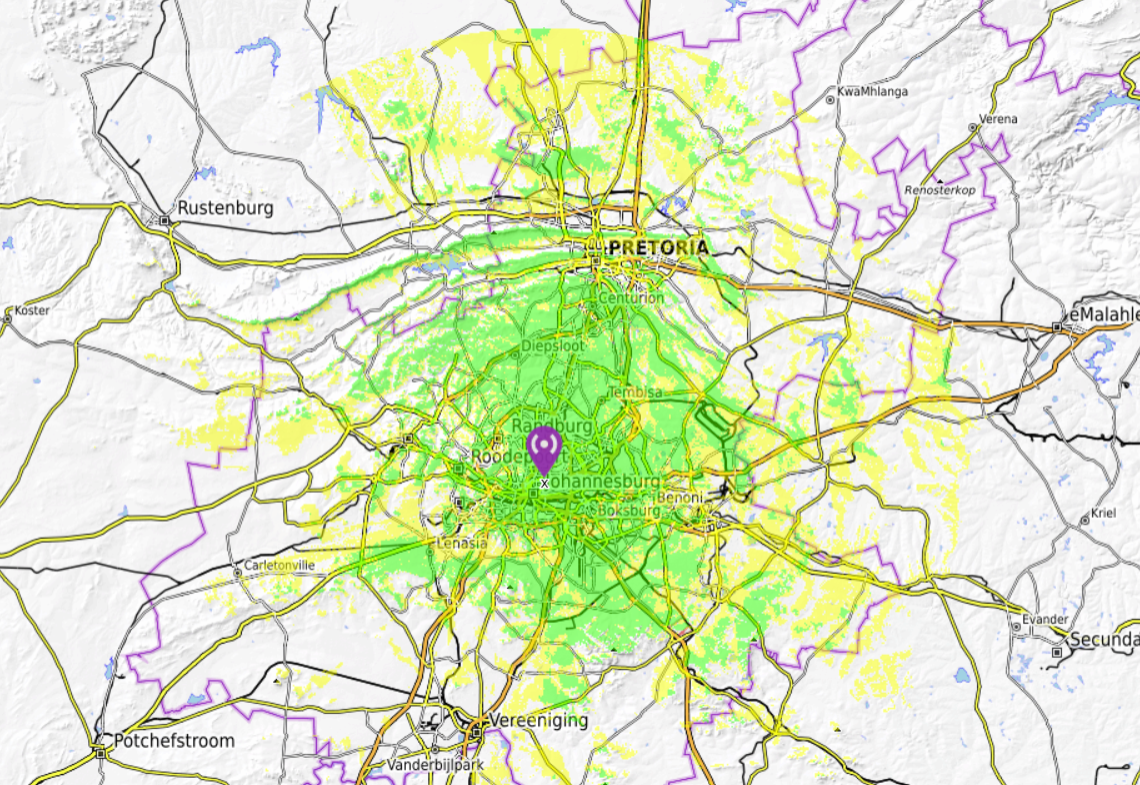 KwaMhlanga
Verena
Renosterkop
Rustenburg
PRETORIA
Centurion
Koster
eMalahle
Diepsloot
Tembisa
Randburg
Roodepoort
Johannesburg
Benoni
Boksburg
Kriel
Lenasia
Carletonville
Evander
Secunda
Vereeniging
Potchefstroom
Vanderbijlpark